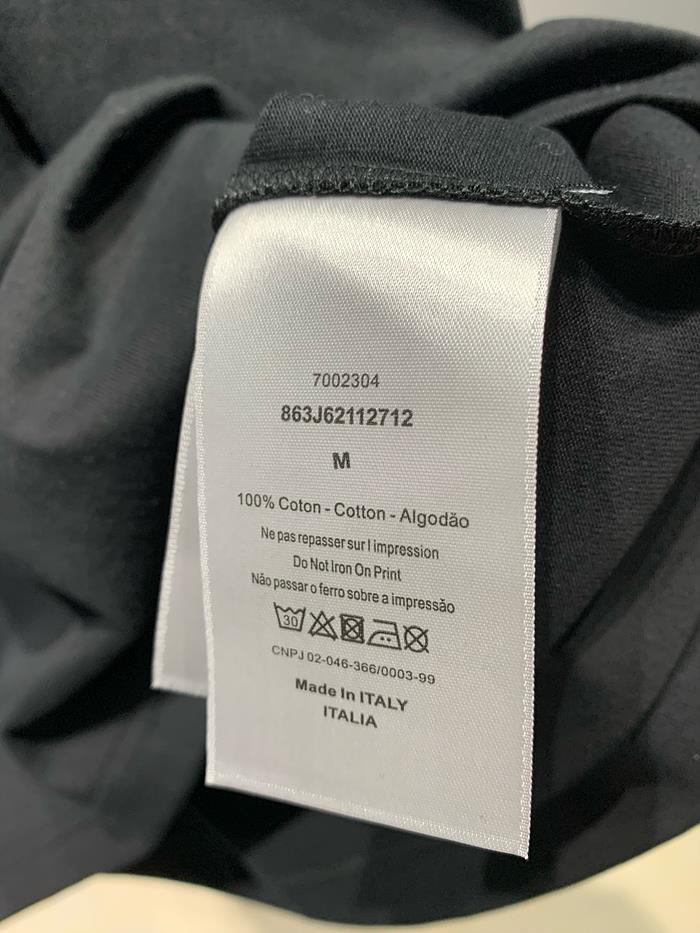 7002304
863J62112712
M
100% Coton - Cotton - Algodão
Ne pas repasser sur l impression
Do Not Iron On Print
Não passar o ferro sobre a impressão
30
CNPJ 02-046-366/0003-99
Made In ITALY
ITALIA